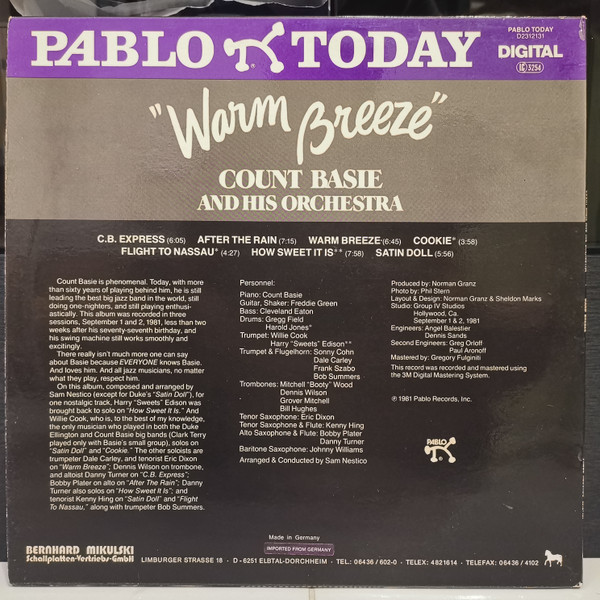 PABLO TODAY
PABLO TODAY
D2312131
DIGITAL
LC 3254
"Warm Breeze"
COUNT BASIE
AND HIS ORCHESTRA
C.B. EXPRESS (6:05) AFTER THE RAIN (7:15) WARM BREEZE (6:45) COOKIE* (3:58)
FLIGHT TO NASSAU* (4:27) HOW SWEET IT IS** (7:58) SATIN DOLL (5:56)
Count Basie is phenomenal. Today, with more
than sixty years of playing behind him, he is still
leading the best big jazz band in the world, still
doing one-nighters, and still playing enthusi-
astically. This album was recorded in three
sessions, September 1 and 2, 1981, less than two
weeks after his seventy-seventh birthday, and
his swing machine still works smoothly and
excitingly.
There really isn't much more one can say
about Basie because EVERYONE knows Basie.
And loves him. And all jazz musicians, no matter
what they play, respect him.
On this album, composed and arranged by
Sam Nestico (except for Duke's "Satin Doll"), for
one nostalgic track, Harry "Sweets" Edison was
brought back to solo on "How Sweet It Is." And
Willie Cook, who is, to the best of my knowledge,
the only musician who played in both the Duke
Ellington and Count Basie big bands (Clark Terry
played only with Basie's small group), solos on
"Satin Doll" and "Cookie." The other soloists are
trumpeter Dale Carley, and tenorist Eric Dixon
on "Warm Breeze"; Dennis Wilson on trombone,
and altoist Danny Turner on "C.B. Express";
Bobby Plater on alto on "After The Rain"; Danny
Turner also solos on "How Sweet It Is"; and
tenorist Kenny Hing on "Satin Doll" and "Flight
To Nassau," along with trumpeter Bob Summers.
Personnel:
Piano: Count Basie
Guitar, Shaker: Freddie Green
Bass: Cleveland Eaton
Drums: Gregg Field
Harold Jones*
Trumpet: Willie Cook
Harry "Sweets" Edison**
Trumpet & Flugelhorn: Sonny Cohn
Dale Carley
Frank Szabo
Bob Summers
Trombones: Mitchell "Booty" Wood
Dennis Wilson
Grover Mitchell
Bill Hughes
Tenor Saxophone: Eric Dixon
Tenor Saxophone & Flute: Kenny Hing
Alto Saxophone & Flute: Bobby Plater
Danny Turner
Baritone Saxophone: Johnny Williams
Arranged & Conducted by Sam Nestico
Produced by: Norman Granz
Photo by: Phil Stern
Layout & Design: Norman Granz & Sheldon Marks
Studio: Group IV Studios
Hollywood, Ca.
September 1 & 2, 1981
Engineers: Angel Balestier
Dennis Sands
Second Engineers: Greg Orloff
Paul Aronoff
Mastered by: Gregory Fulginiti
This record was recorded and mastered using
the 3M Digital Mastering System.
℗ 1981 Pablo Records, Inc.
PABLO
Made in Germany
IMPORTED FROM GERMANY
BERNHARD MIKULSKI
Schallplatten-Vertriebs-GmbH
LIMBURGER STRASSE 18 · D - 6251 ELBTAL-DORCHHEIM · TEL.: 06436 / 602-0 · TELEX: 4821614 · TELEFAX: 06436 / 4102